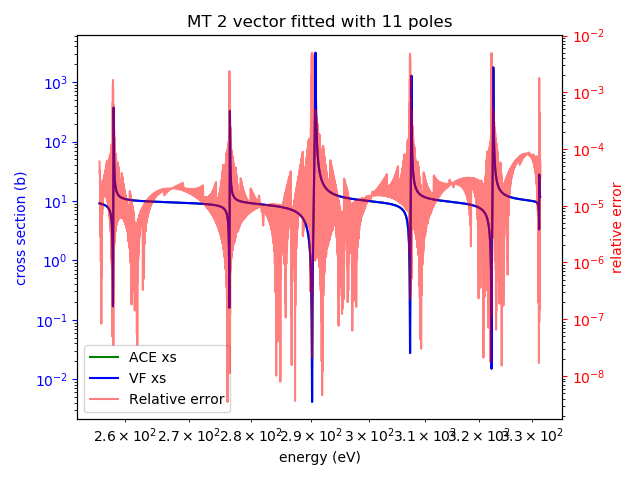 MT 2 vector fitted with 11 poles
cross section (b)
10³
10²
10¹
10⁰
10⁻¹
10⁻²
10⁻²
10⁻³
10⁻⁴
10⁻⁵
10⁻⁶
10⁻⁷
10⁻⁸
relative error
ACE xs
VF xs
Relative error
2.6 × 10² 2.7 × 10² 2.8 × 10² 2.9 × 10² 3 × 10² 3.1 × 10² 3.2 × 10² 3.3 × 10²
energy (eV)